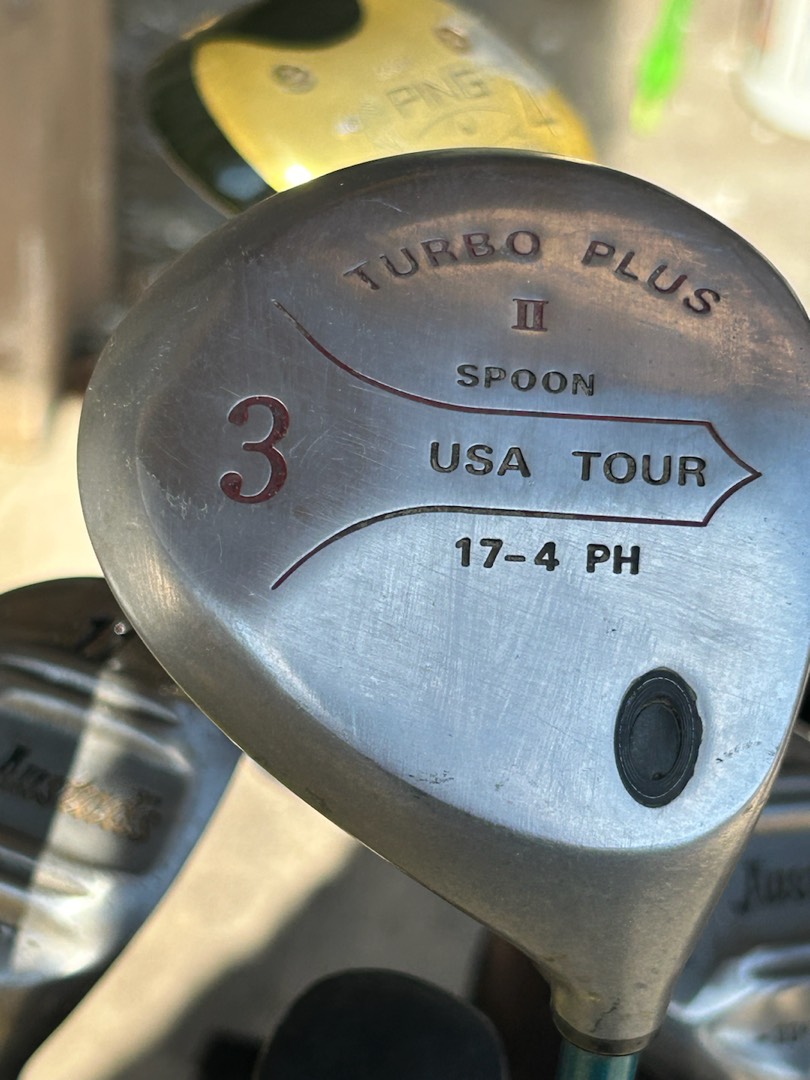 PING
TURBO PLUS
II
SPOON
3
USA TOUR
17-4 PH